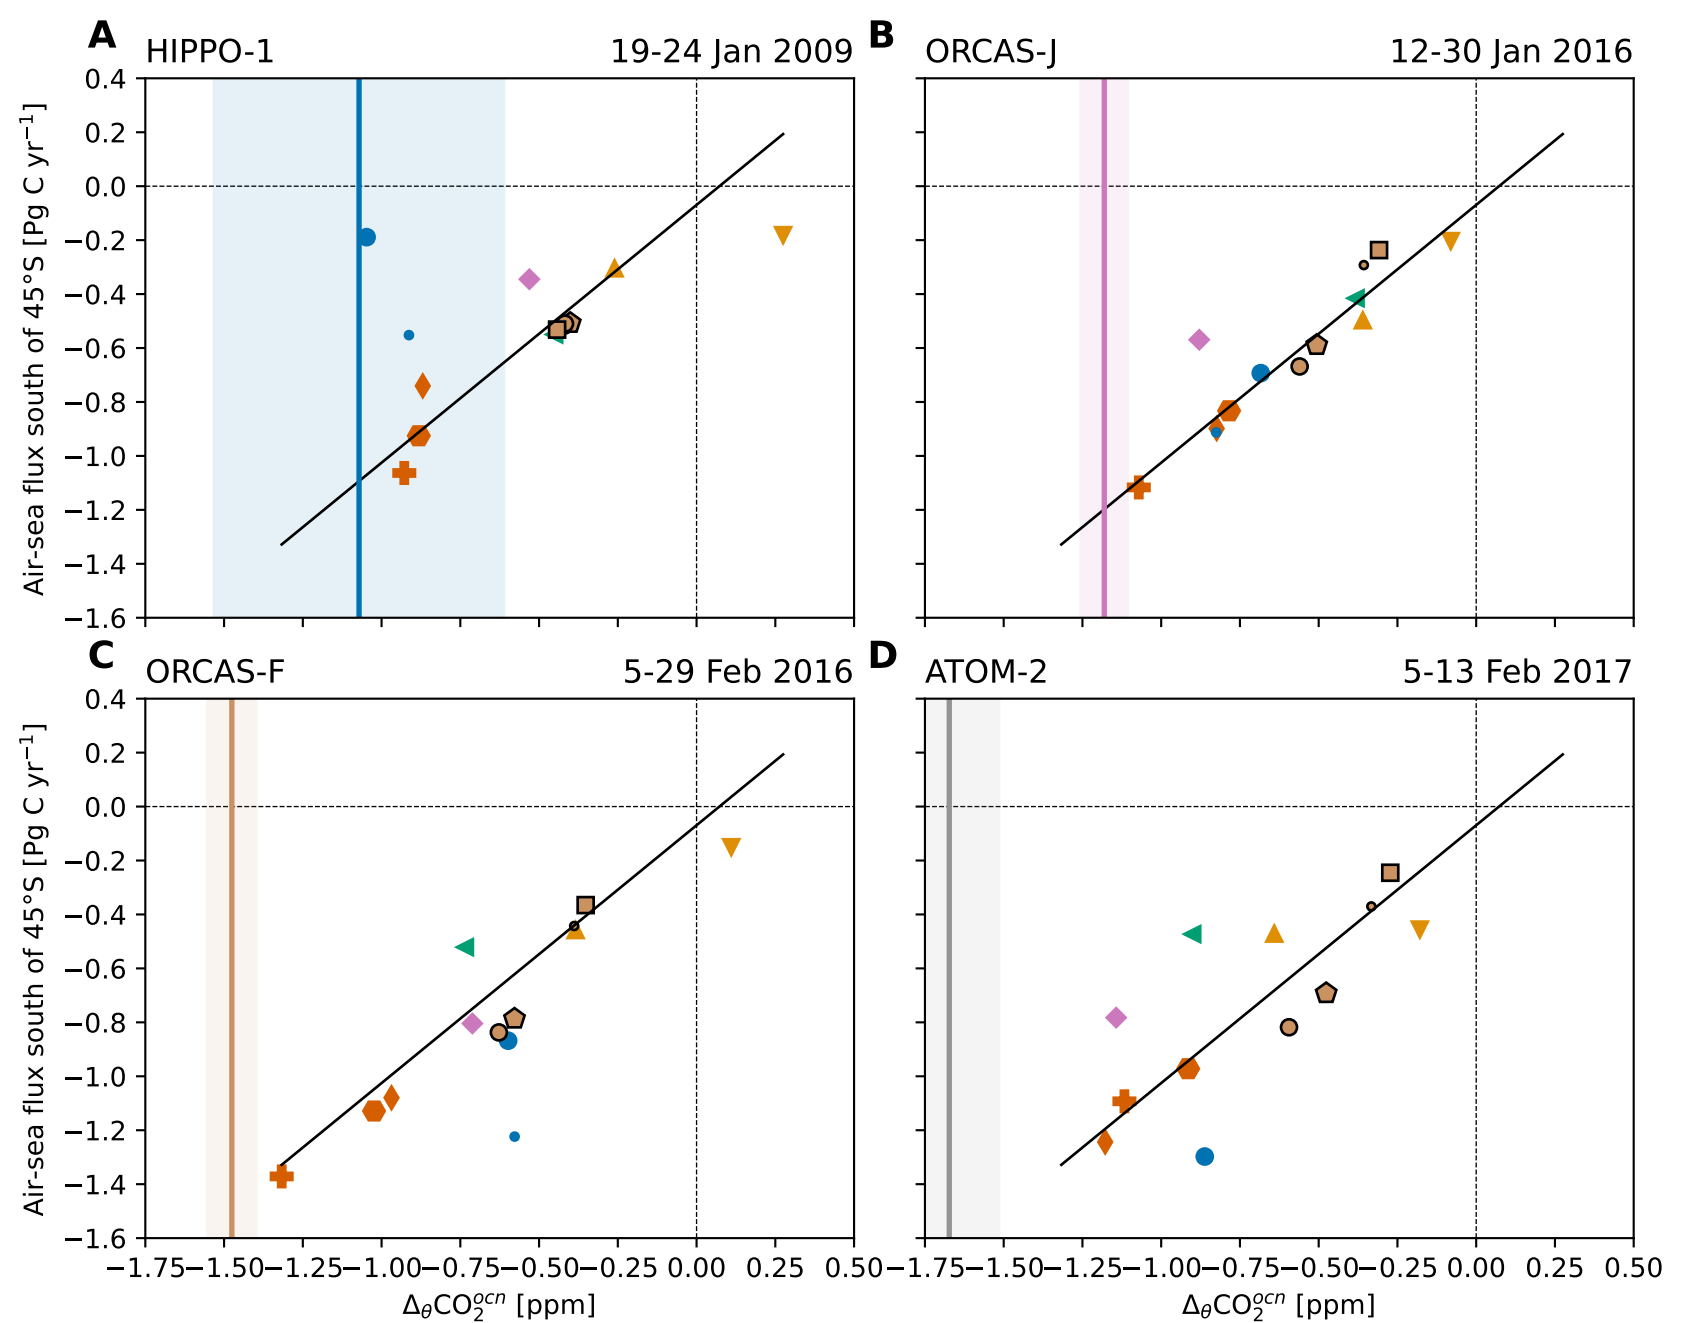 A
HIPPO-1
19-24 Jan 2009
B
ORCAS-J
12-30 Jan 2016
Air-sea flux south of 45°S [Pg C yr⁻¹]
0.4
0.2
0.0
−0.2
−0.4
−0.6
−0.8
−1.0
−1.2
−1.4
−1.6
C
ORCAS-F
5-29 Feb 2016
D
ATOM-2
5-13 Feb 2017
Air-sea flux south of 45°S [Pg C yr⁻¹]
0.4
0.2
0.0
−0.2
−0.4
−0.6
−0.8
−1.0
−1.2
−1.4
−1.6
−1.75 −1.50 −1.25 −1.00 −0.75 −0.50 −0.25 0.00 0.25 0.50
−1.75 −1.50 −1.25 −1.00 −0.75 −0.50 −0.25 0.00 0.25 0.50
Δ_θCO₂^{ocn} [ppm]
Δ_θCO₂^{ocn} [ppm]